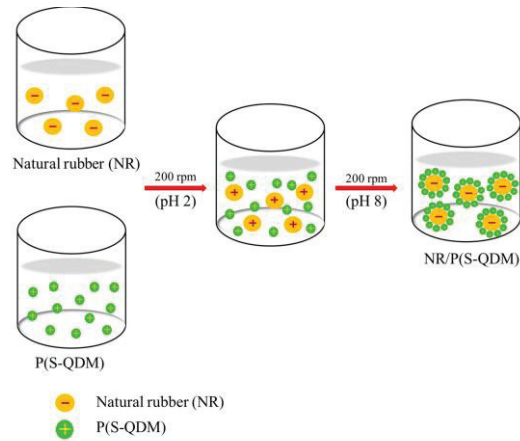 Natural rubber (NR)
200 rpm
(pH 2)
200 rpm
(pH 8)
NR/P(S-QDM)
P(S-QDM)
Natural rubber (NR)
P(S-QDM)